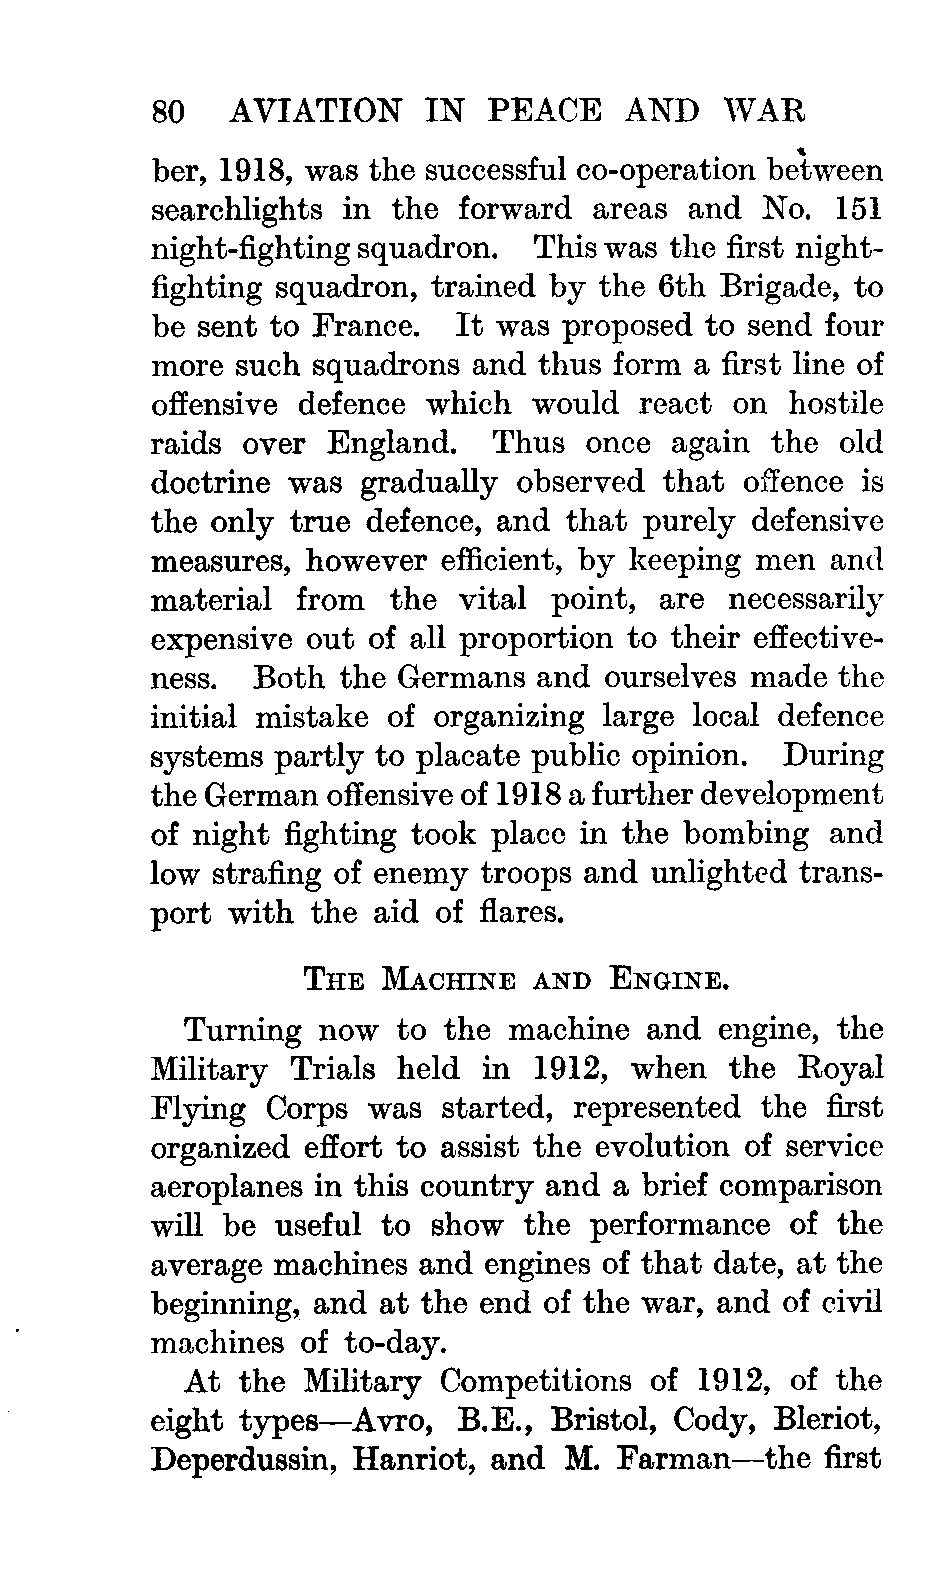 80 AVIATION IN PEACE AND WAR
ber, 1918, was the successful co-operation between
searchlights in the forward areas and No. 151
night-fighting squadron. This was the first night-
fighting squadron, trained by the 6th Brigade, to
be sent to France. It was proposed to send four
more such squadrons and thus form a first line of
offensive defence which would react on hostile
raids over England. Thus once again the old
doctrine was gradually observed that offence is
the only true defence, and that purely defensive
measures, however efficient, by keeping men and
material from the vital point, are necessarily
expensive out of all proportion to their effective-
ness. Both the Germans and ourselves made the
initial mistake of organizing large local defence
systems partly to placate public opinion. During
the German offensive of 1918 a further development
of night fighting took place in the bombing and
low strafing of enemy troops and unlighted trans-
port with the aid of flares.
THE MACHINE AND ENGINE.
Turning now to the machine and engine, the
Military Trials held in 1912, when the Royal
Flying Corps was started, represented the first
organized effort to assist the evolution of service
aeroplanes in this country and a brief comparison
will be useful to show the performance of the
average machines and engines of that date, at the
beginning, and at the end of the war, and of civil
machines of to-day.
At the Military Competitions of 1912, of the
eight types—Avro, B.E., Bristol, Cody, Bleriot,
Deperdussin, Hanriot, and M. Farman—the first